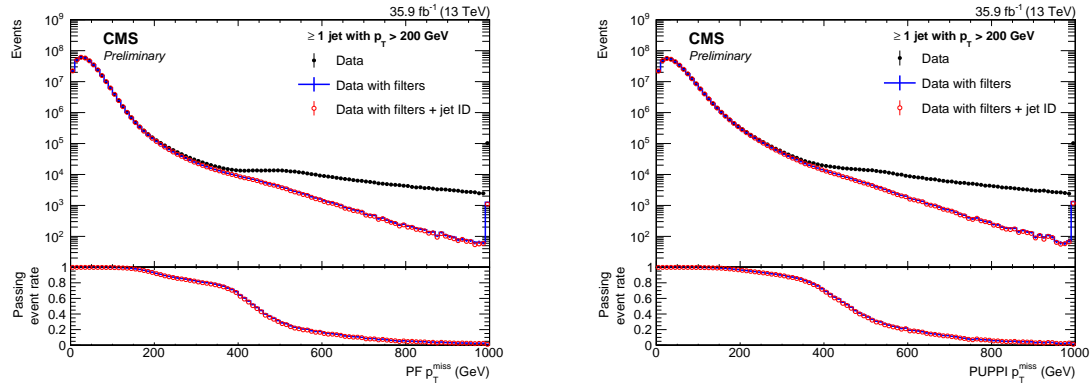 35.9 fb⁻¹ (13 TeV)
CMS
Preliminary
≥ 1 jet with p_T > 200 GeV
Data
Data with filters
Data with filters + jet ID
Events
10⁹
10⁸
10⁷
10⁶
10⁵
10⁴
10³
10²
1
1
0.8
0.6
0.4
0.2
0
Passing
event rate
0 200 400 600 800 1000
PF p_T^miss (GeV)
35.9 fb⁻¹ (13 TeV)
CMS
Preliminary
≥ 1 jet with p_T > 200 GeV
Data
Data with filters
Data with filters + jet ID
Events
10⁹
10⁸
10⁷
10⁶
10⁵
10⁴
10³
10²
1
1
0.8
0.6
0.4
0.2
0
Passing
event rate
0 200 400 600 800 1000
PUPPI p_T^miss (GeV)